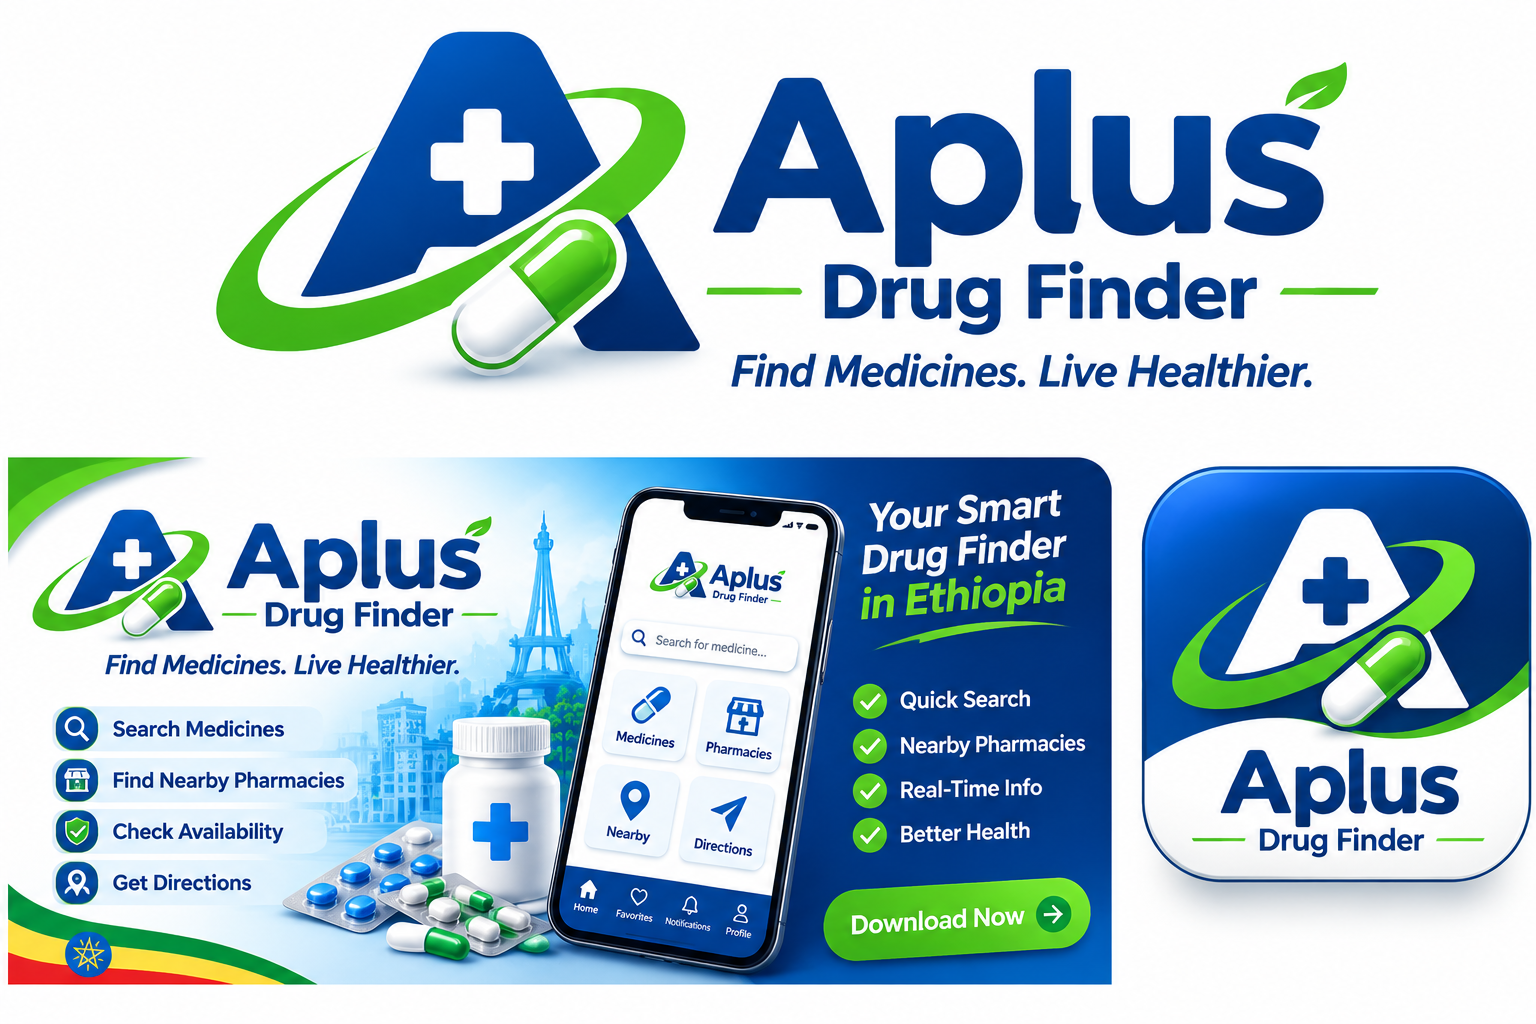 Aplus
Drug Finder
Find Medicines. Live Healthier.
Aplus
Drug Finder
Find Medicines. Live Healthier.
Search Medicines
Find Nearby Pharmacies
Check Availability
Get Directions
Aplus
Drug Finder
Search for medicine...
Medicines
Pharmacies
Nearby
Directions
Home
Favorites
Notifications
Profile
Your Smart
Drug Finder
in Ethiopia
Quick Search
Nearby Pharmacies
Real-Time Info
Better Health
Download Now
Aplus
Drug Finder